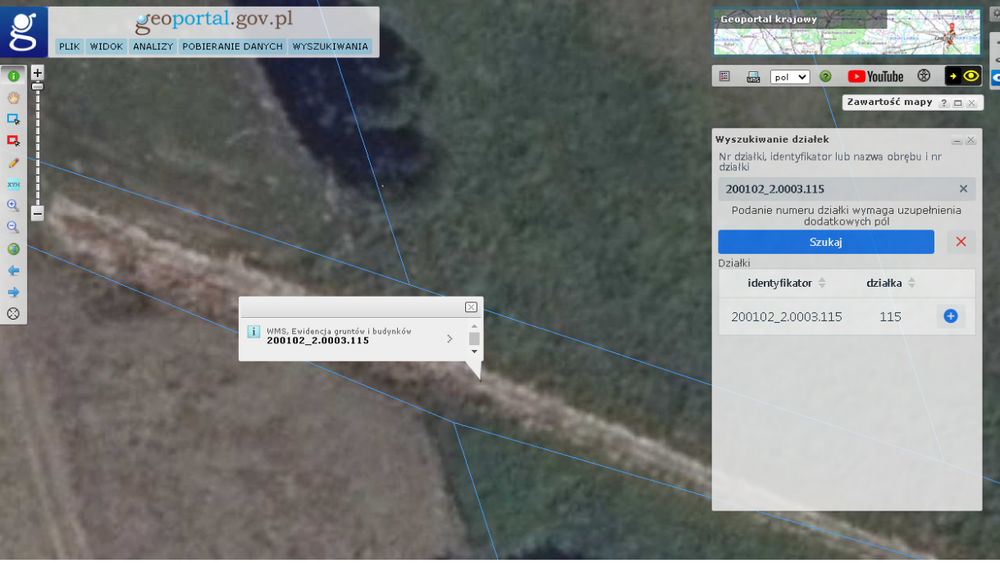 geoportal.gov.pl
PLIK WIDOK ANALIZY POBIERANIE DANYCH WYSZUKIWANIA
Geoportal krajowy
XYH
WMS
pol
YouTube
Zawartość mapy
Wyszukiwanie działek
Nr działki, identyfikator lub nazwa obrębu i nr
działki
200102_2.0003.115
Podanie numeru działki wymaga uzupełnienia
dodatkowych pól
Szukaj
Działki
identyfikator działka
200102_2.0003.115 115
WMS, Ewidencja gruntów i budynków
200102_2.0003.115